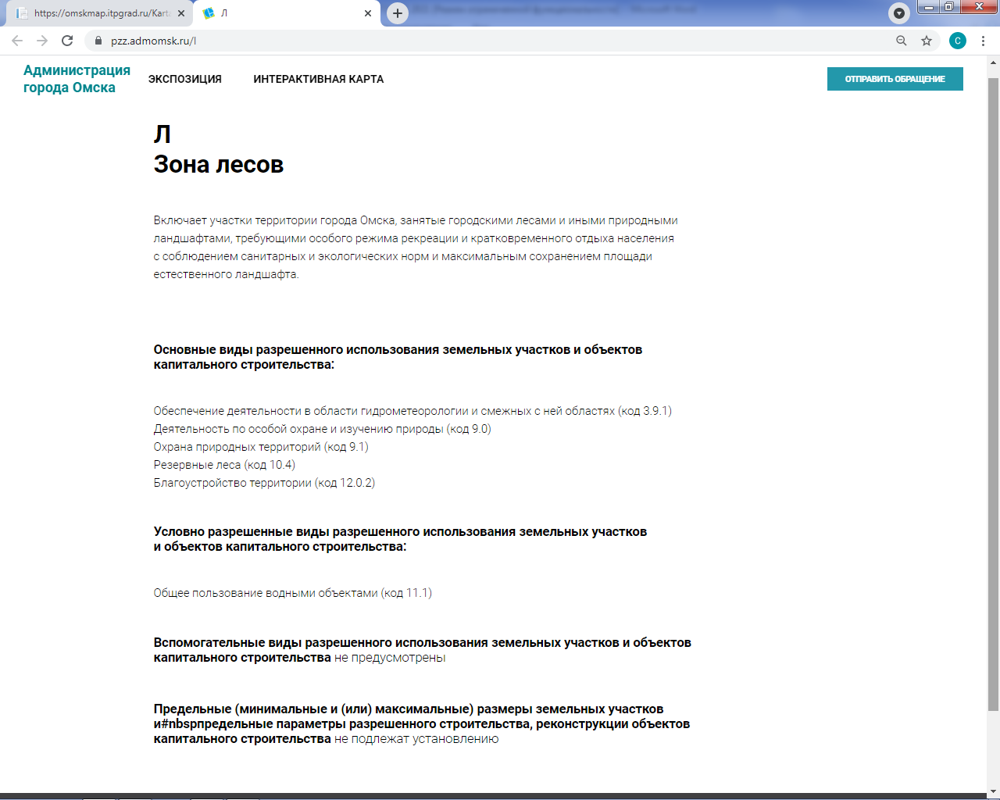 https://omskmap.itpgrad.ru/Karta
Л
pzz.admomsk.ru/l
С
Администрация
города Омска
ЭКСПОЗИЦИЯ
ИНТЕРАКТИВНАЯ КАРТА
ОТПРАВИТЬ ОБРАЩЕНИЕ
Л
Зона лесов
Включает участки территории города Омска, занятые городскими лесами и иными природными
ландшафтами, требующими особого режима рекреации и кратковременного отдыха населения
с соблюдением санитарных и экологических норм и максимальным сохранением площади
естественного ландшафта.
Основные виды разрешенного использования земельных участков и объектов
капитального строительства:
Обеспечение деятельности в области гидрометеорологии и смежных с ней областях (код 3.9.1)
Деятельность по особой охране и изучению природы (код 9.0)
Охрана природных территорий (код 9.1)
Резервные леса (код 10.4)
Благоустройство территории (код 12.0.2)
Условно разрешенные виды разрешенного использования земельных участков
и объектов капитального строительства:
Общее пользование водными объектами (код 11.1)
Вспомогательные виды разрешенного использования земельных участков и объектов
капитального строительства не предусмотрены
Предельные (минимальные и (или) максимальные) размеры земельных участков
и#nbspпредельные параметры разрешенного строительства, реконструкции объектов
капитального строительства не подлежат установлению